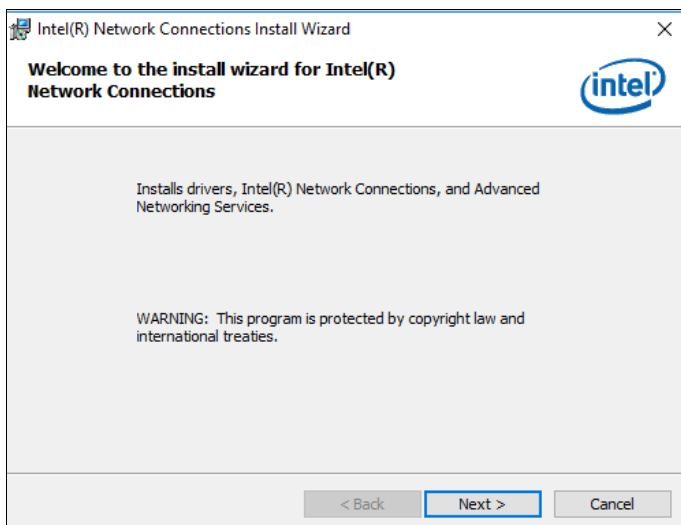 Intel(R) Network Connections Install Wizard
Welcome to the install wizard for Intel(R)
Network Connections
intel
Installs drivers, Intel(R) Network Connections, and Advanced
Networking Services.
WARNING: This program is protected by copyright law and
international treaties.
< Back
Next >
Cancel